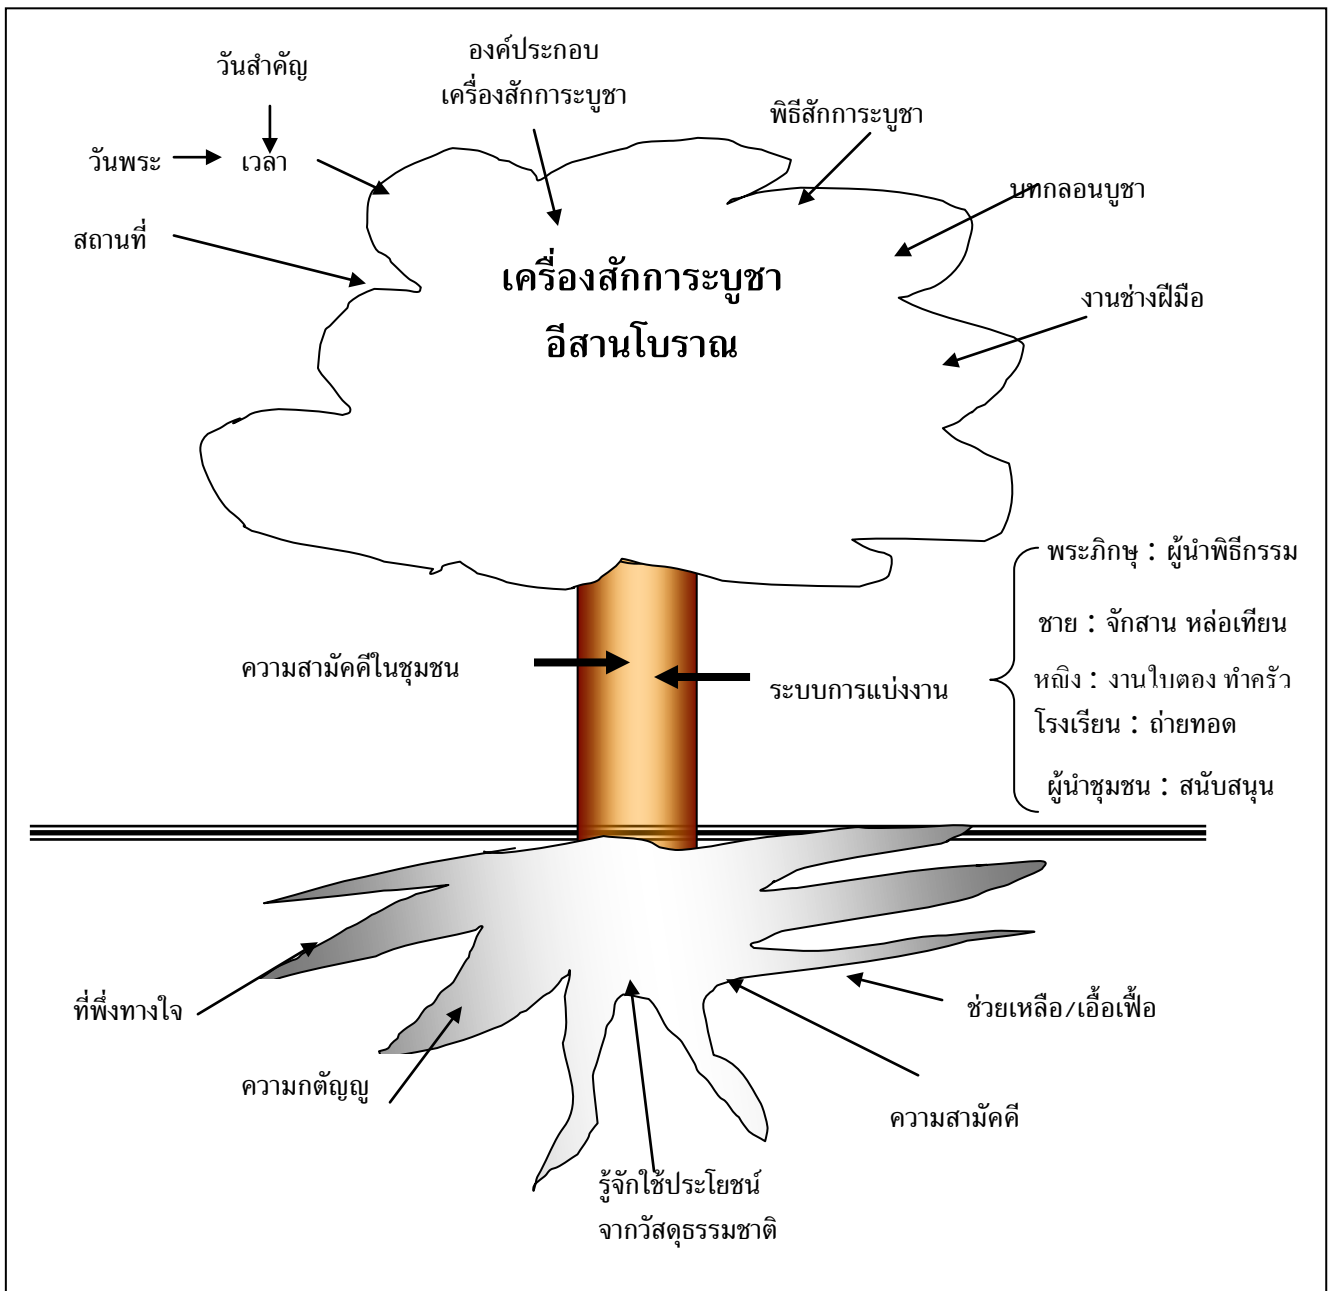 วันสำคัญ
องค์ประกอบ
เครื่องสักการะบูชา
พิธีสักการะบูชา
วันพระ
เวลา
บทกลอนบูชา
สถานที่
เครื่องสักการะบูชา
อีสานโบราณ
งานช่างฝีมือ
พระภิกษุ : ผู้นำพิธีกรรม
ชาย : จักสาน หล่อเทียน
ความสามัคคีในชุมชน
ระบบการแบ่งงาน
หญิง : งานใบตอง ทำครัว
โรงเรียน : ถ่ายทอด
ผู้นำชุมชน : สนับสนุน
ที่พึ่งทางใจ
ช่วยเหลือ/เอื้อเฟื้อ
ความกตัญญู
ความสามัคคี
รู้จักใช้ประโยชน์
จากวัสดุธรรมชาติ